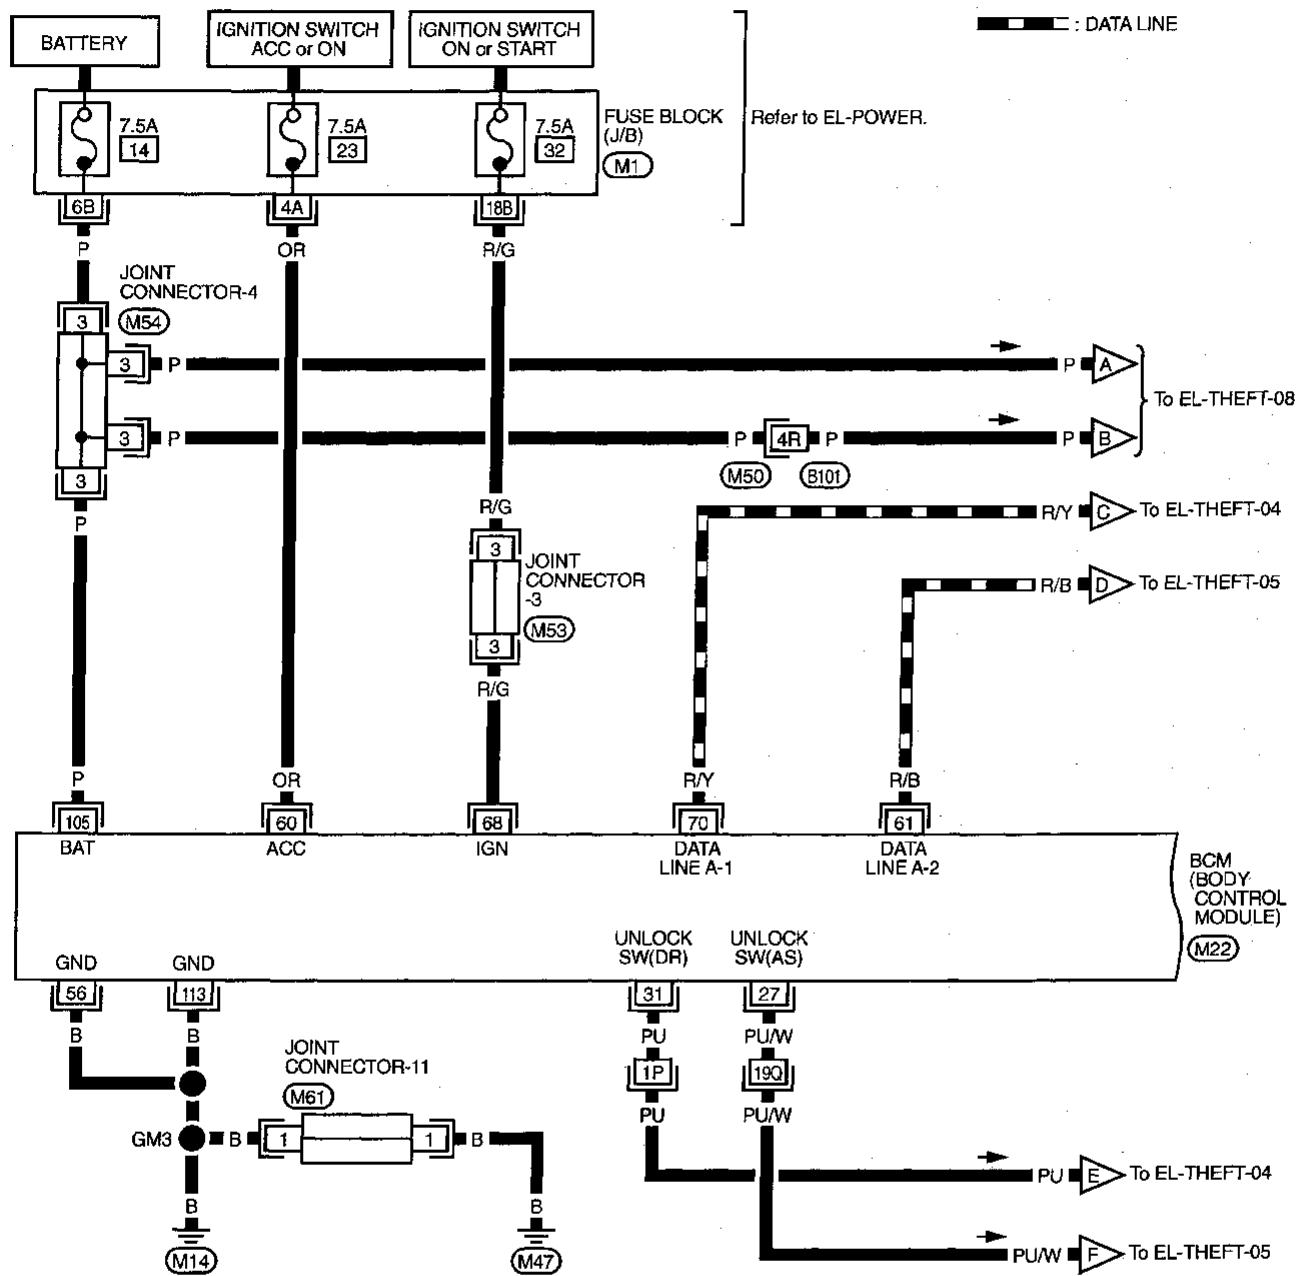 BATTERY
IGNITION SWITCH
ACC or ON
IGNITION SWITCH
ON or START
: DATA LINE
7.5A
14
7.5A
23
7.5A
32
FUSE BLOCK
(J/B)
M1
Refer to EL-POWER.
6B
4A
18B
P
OR
R/G
JOINT
CONNECTOR-4
M54
3
3
P
P
A
To EL-THEFT-08
3
P
P
4R
P
P
B
M50
B101
3
P
R/G
R/Y
C
To EL-THEFT-04
3
JOINT
CONNECTOR
-3
M53
3
R/B
D
To EL-THEFT-05
R/G
P
OR
R/Y
R/B
105
60
68
70
61
BAT
ACC
IGN
DATA
LINE A-1
DATA
LINE A-2
BCM
(BODY
CONTROL
MODULE)
M22
GND
GND
UNLOCK
SW(DR)
UNLOCK
SW(AS)
56
113
31
27
B
B
PU
PU/W
JOINT
CONNECTOR-11
M61
1P
19Q
PU
PU/W
GM3
B
1
1
B
PU
E
To EL-THEFT-04
B
B
M14
M47
PU/W
F
To EL-THEFT-05